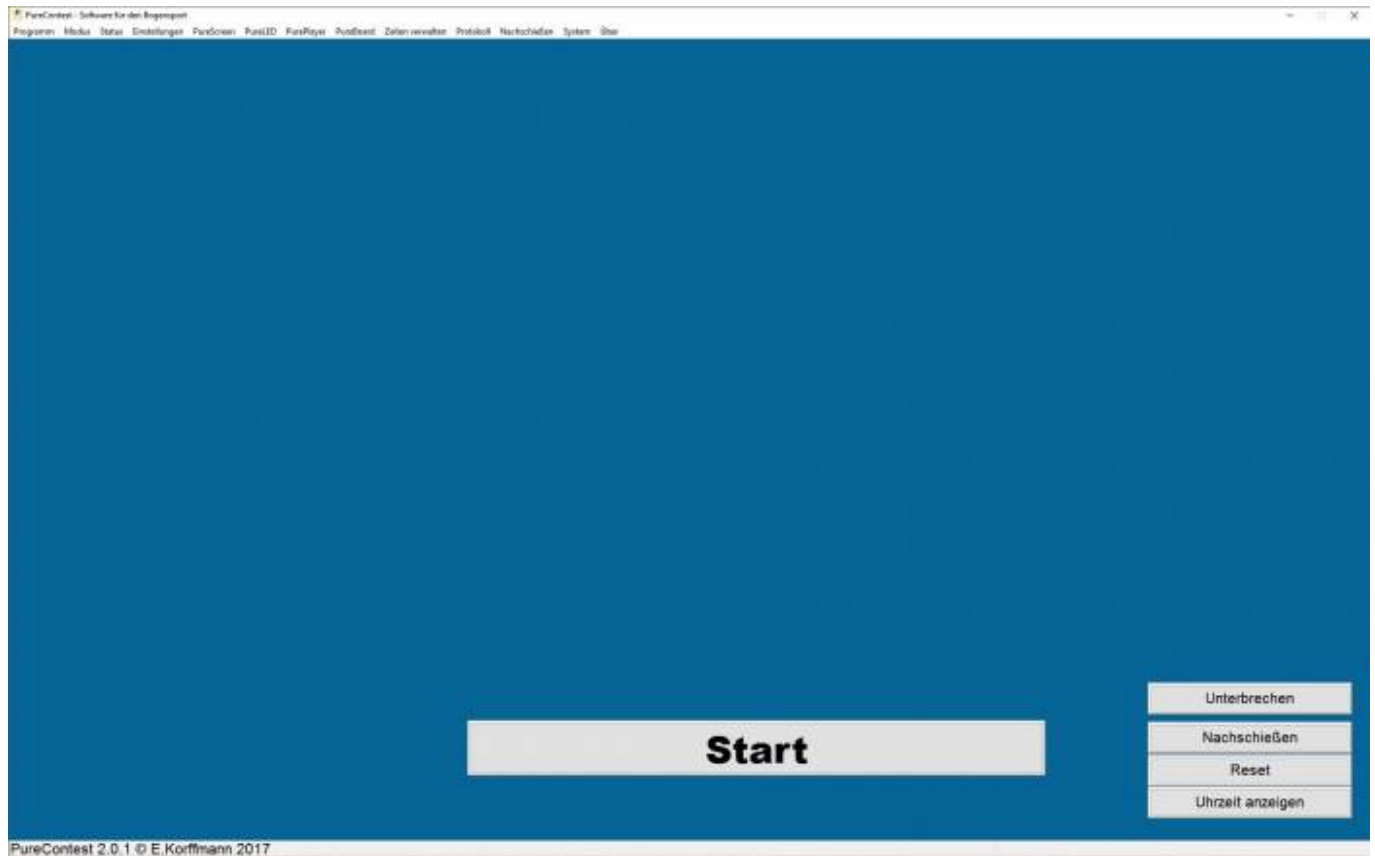 PureContest - Software für den Bogensport
Programm Modus Status Einstellungen PureScreen PureLED PurePlayer PureBoard Zeiten verwalten Protokoll Nachschießen System Über
Unterbrechen
Start
Nachschießen
Reset
Uhrzeit anzeigen
PureContest 2.0.1 © E.Korffmann 2017